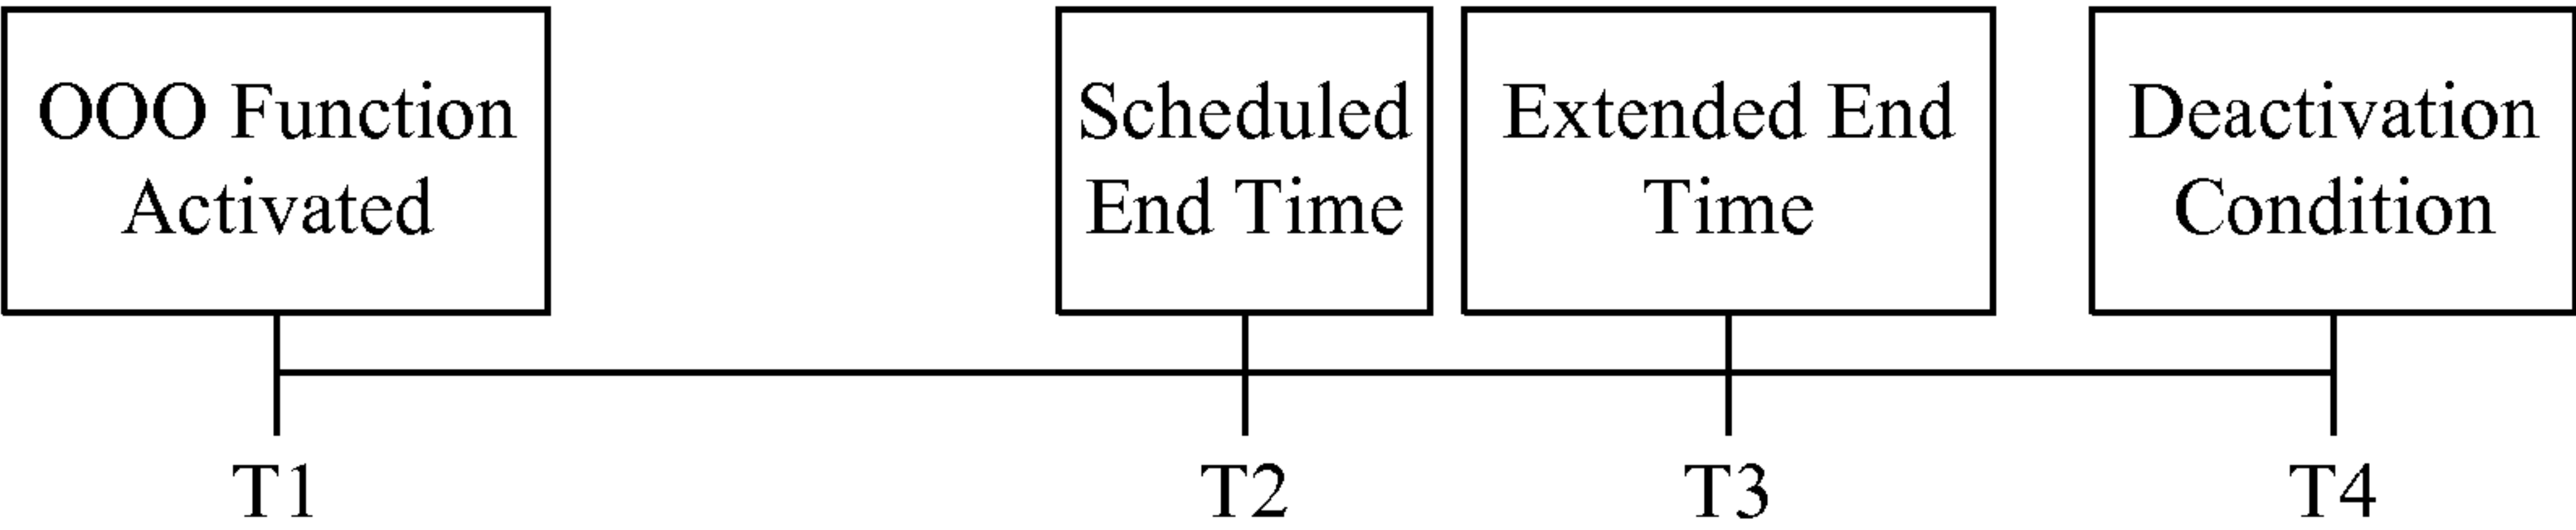 OOO Function
Activated
Scheduled
End Time
Extended End
Time
Deactivation
Condition
T1
T2
T3
T4